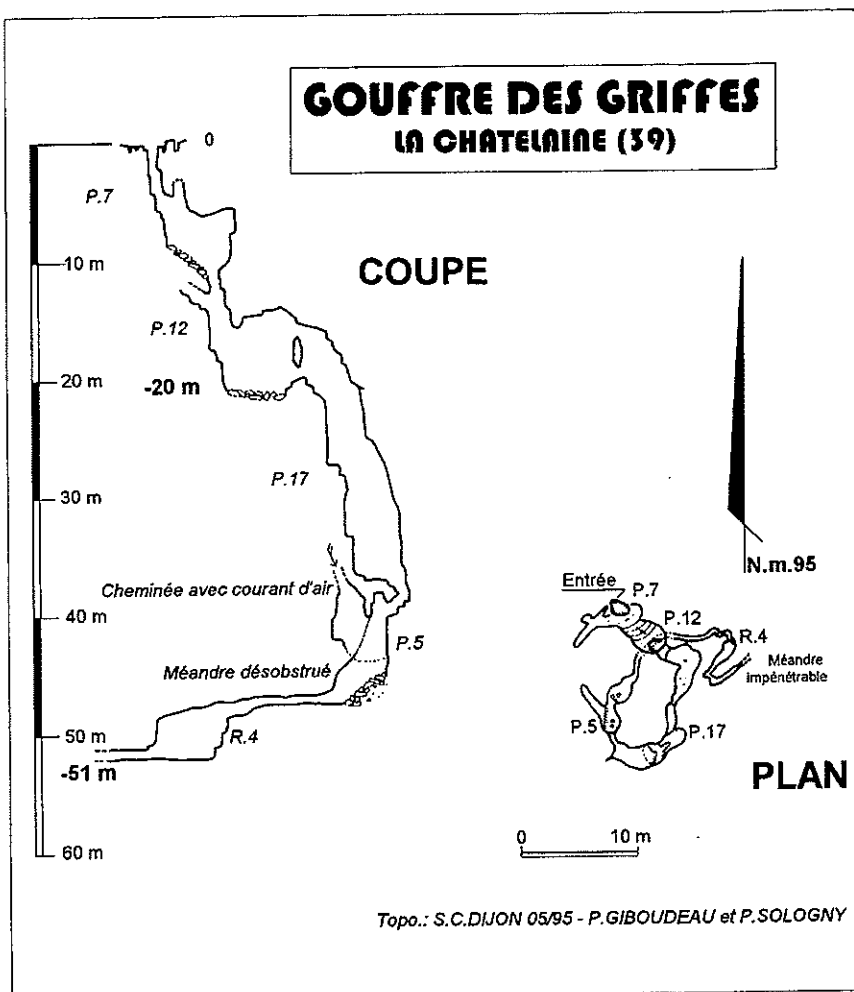 GOUFFRE DES GRIFFES
LA CHATELAINE (39)
0
P.7
10 m
COUPE
P.12
-20 m
20 m
P.17
30 m
Cheminée avec courant d'air
40 m
P.5
Méandre désobstrué
50 m
R.4
-51 m
60 m
N.m.95
Entrée
P.7
P.12
R.4
Méandre
impénétrable
P.5
P.17
PLAN
0 10 m
Topo.: S.C.DIJON 05/95 - P.GIBOUDEAU et P.SOLOGNY